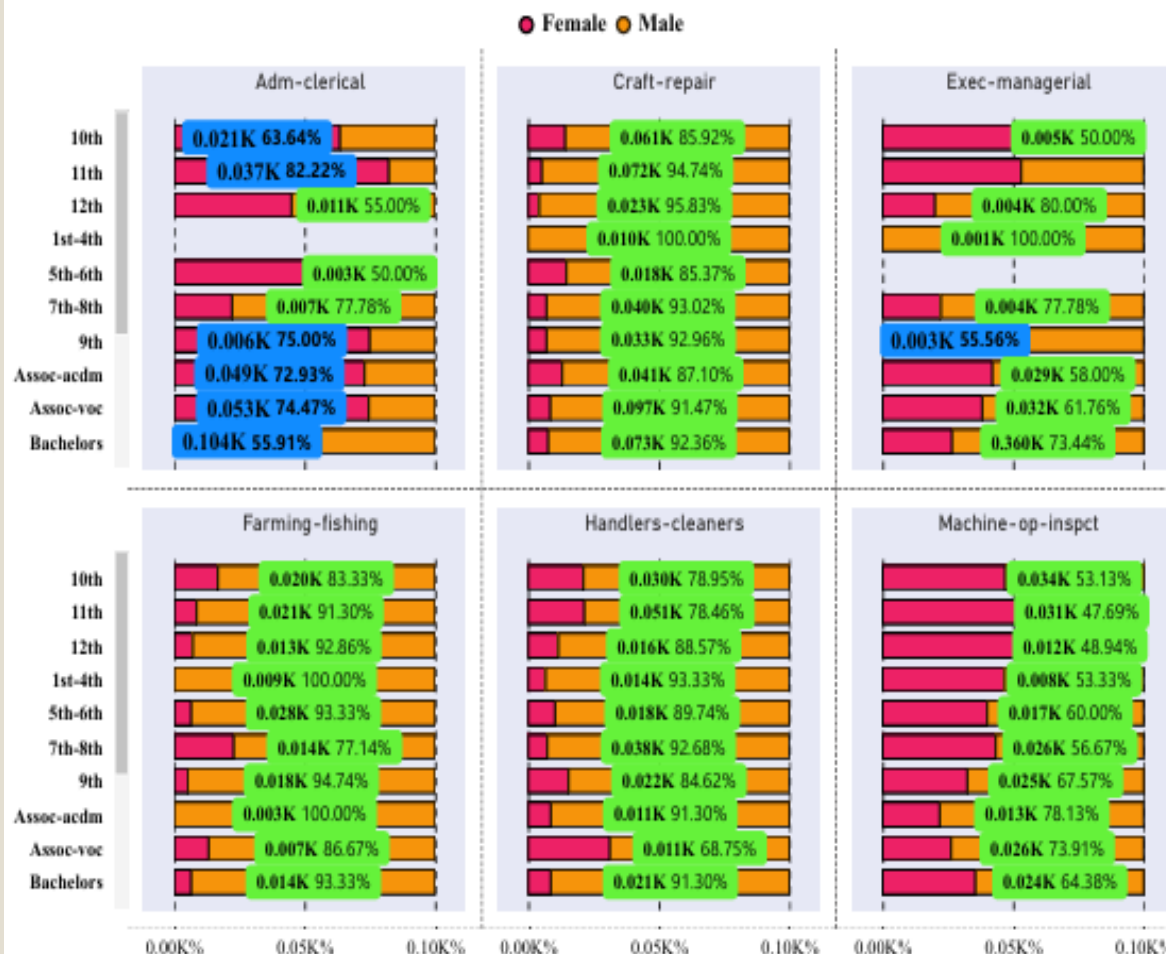 Female Male
Adm-clerical Craft-repair Exec-managerial
10th 0.021K 63.64% 0.061K 85.92% 0.005K 50.00%
11th 0.037K 82.22% 0.072K 94.74%
12th 0.011K 55.00% 0.023K 95.83% 0.004K 80.00%
1st-4th 0.010K 100.00% 0.001K 100.00%
5th-6th 0.003K 50.00% 0.018K 85.37%
7th-8th 0.007K 77.78% 0.040K 93.02% 0.004K 77.78%
9th 0.006K 75.00% 0.033K 92.96% 0.003K 55.56%
Assoc-acdm 0.049K 72.93% 0.041K 87.10% 0.029K 58.00%
Assoc-voc 0.053K 74.47% 0.097K 91.47% 0.032K 61.76%
Bachelors 0.104K 55.91% 0.073K 92.36% 0.360K 73.44%
Farming-fishing Handlers-cleaners Machine-op-inspct
10th 0.020K 83.33% 0.030K 78.95% 0.034K 53.13%
11th 0.021K 91.30% 0.051K 78.46% 0.031K 47.69%
12th 0.013K 92.86% 0.016K 88.57% 0.012K 48.94%
1st-4th 0.009K 100.00% 0.014K 93.33% 0.008K 53.33%
5th-6th 0.028K 93.33% 0.018K 89.74% 0.017K 60.00%
7th-8th 0.014K 77.14% 0.038K 92.68% 0.026K 56.67%
9th 0.018K 94.74% 0.022K 84.62% 0.025K 67.57%
Assoc-acdm 0.003K 100.00% 0.011K 91.30% 0.013K 78.13%
Assoc-voc 0.007K 86.67% 0.011K 68.75% 0.026K 73.91%
Bachelors 0.014K 93.33% 0.021K 91.30% 0.024K 64.38%
0.00K% 0.05K% 0.10K% 0.00K% 0.05K% 0.10K% 0.00K% 0.05K% 0.10K%